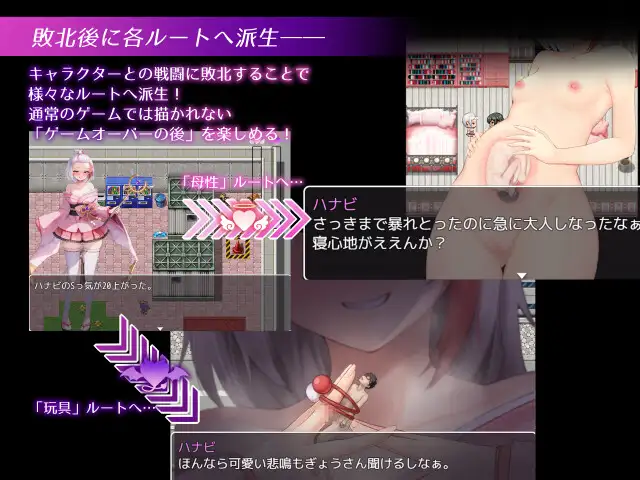 敗北後に各ルートへ派生――
キャラクターとの戦闘に敗北することで
様々なルートへ派生！
通常のゲームでは描かれない
「ゲームオーバーの後」を楽しめる！
「母性」ルートへ…
ハナビ
さっきまで暴れとったのに急に大人しなったなぁ
寝心地がええんか？
ハナビのSっ気が20上がった。
「玩具」ルートへ…
ハナビ
ほんなら可愛い悲鳴もぎょうさん聞けるしなぁ。